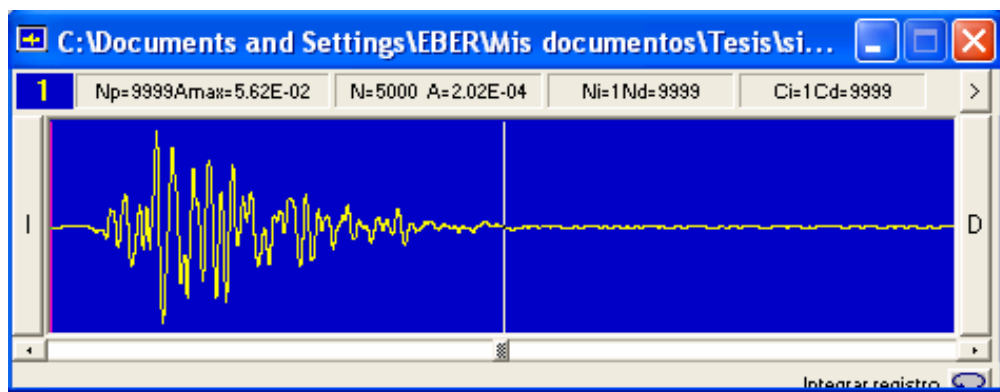 C:\Documents and Settings\EBER\Mis documentos\Tesis\si...
1 Np=9999Amax=5.62E-02 N=5000 A=2.02E-04 Ni=1Nd=9999 Ci=1Cd=9999 >
I D
Integrar registro